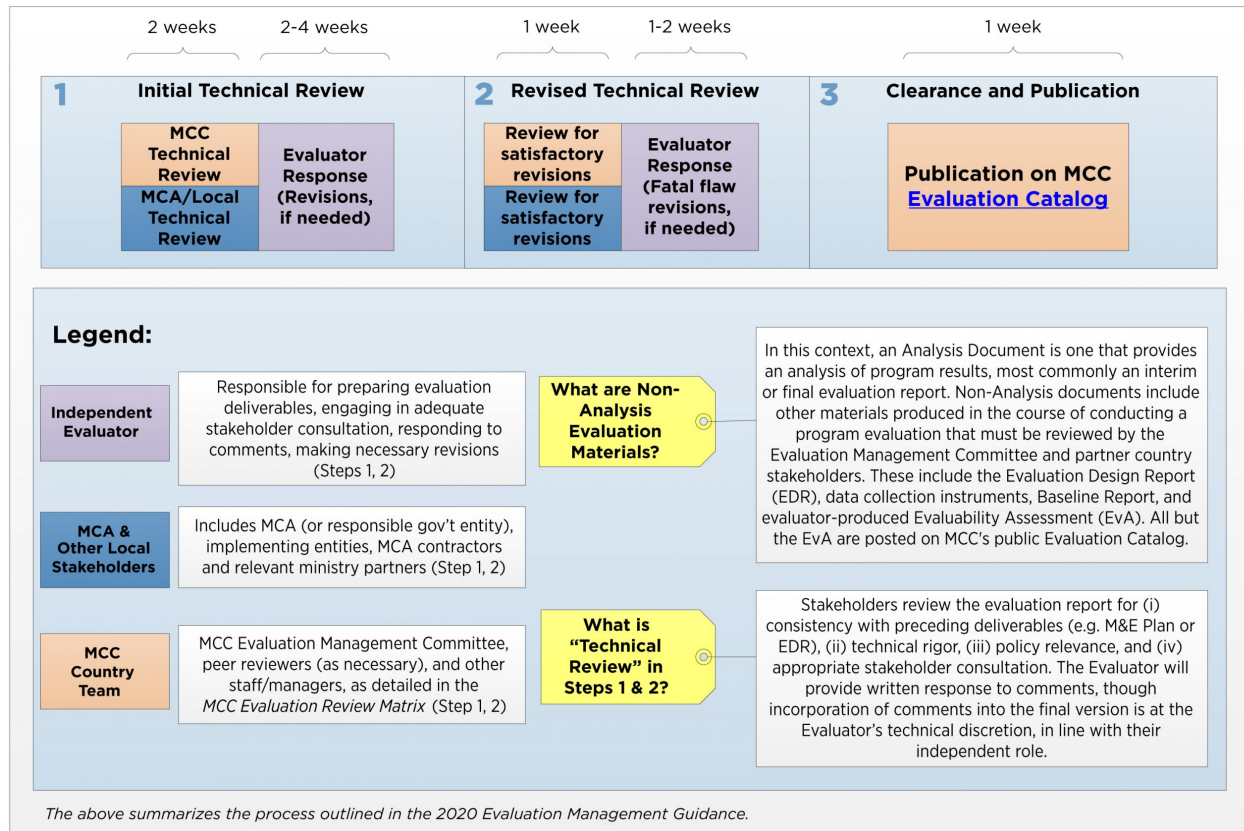 2 weeks
2-4 weeks
1 week
1-2 weeks
1 week
1
Initial Technical Review
MCC
Technical
Review
MCA/Local
Technical
Review
Evaluator
Response
(Revisions,
if needed)
2
Revised Technical Review
Review for
satisfactory
revisions
Review for
satisfactory
revisions
Evaluator
Response
(Fatal flaw
revisions,
if needed)
3
Clearance and Publication
Publication on MCC
Evaluation Catalog
Legend:
Independent
Evaluator
Responsible for preparing evaluation
deliverables, engaging in adequate
stakeholder consultation, responding to
comments, making necessary revisions
(Steps 1, 2)
MCA &
Other Local
Stakeholders
Includes MCA (or responsible gov't entity),
implementing entities, MCA contractors
and relevant ministry partners (Step 1, 2)
MCC
Country
Team
MCC Evaluation Management Committee,
peer reviewers (as necessary), and other
staff/managers, as detailed in the
MCC Evaluation Review Matrix (Step 1, 2)
What are Non-
Analysis
Evaluation
Materials?
In this context, an Analysis Document is one that provides
an analysis of program results, most commonly an interim
or final evaluation report. Non-Analysis documents include
other materials produced in the course of conducting a
program evaluation that must be reviewed by the
Evaluation Management Committee and partner country
stakeholders. These include the Evaluation Design Report
(EDR), data collection instruments, Baseline Report, and
evaluator-produced Evaluability Assessment (EvA). All but
the EvA are posted on MCC's public Evaluation Catalog.
What is
“Technical
Review” in
Steps 1 & 2?
Stakeholders review the evaluation report for (i)
consistency with preceding deliverables (e.g. M&E Plan or
EDR), (ii) technical rigor, (iii) policy relevance, and (iv)
appropriate stakeholder consultation. The Evaluator will
provide written response to comments, though
incorporation of comments into the final version is at the
Evaluator’s technical discretion, in line with their
independent role.
The above summarizes the process outlined in the 2020 Evaluation Management Guidance.